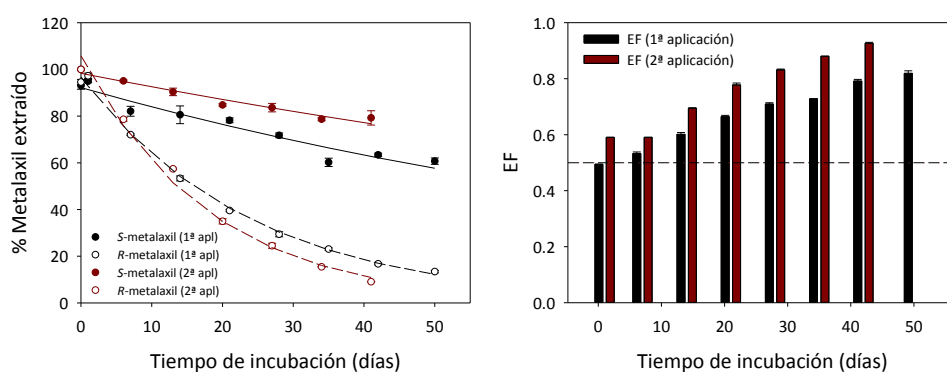 % Metalaxil extraído
120
100
80
60
40
20
0
S-metalaxil (1ª apl)
R-metalaxil (1ª apl)
S-metalaxil (2ª apl)
R-metalaxil (2ª apl)
0 10 20 30 40 50
Tiempo de incubación (días)
EF
1.0
0.8
0.6
0.4
0.2
0.0
EF (1ª aplicación)
EF (2ª aplicación)
0 10 20 30 40 50
Tiempo de incubación (días)